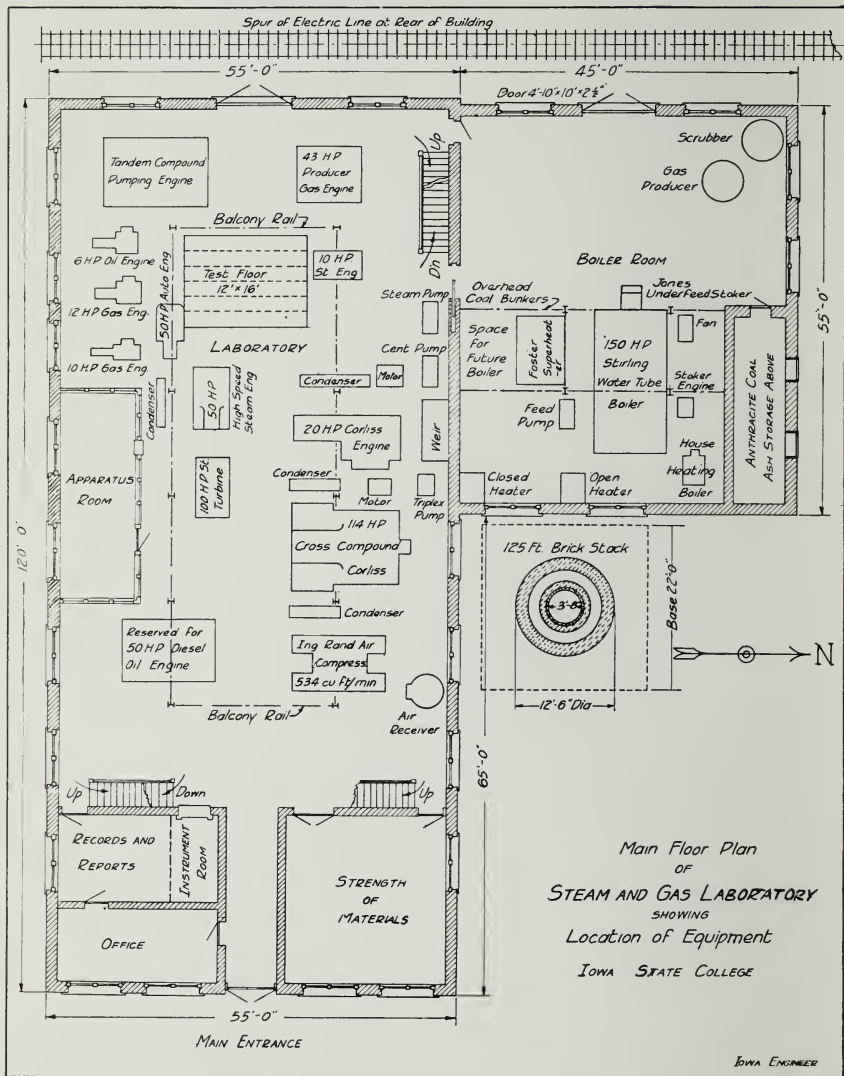 Spur of Electric Line at Rear of Building
55'-0"
45'-0"
Door 4'-10"x10'x2½"
Tandem Compound
Pumping Engine
43 HP
Producer
Gas Engine
Up
D'n
Scrubber
Gas
Producer
Balcony Rail
6 HP Oil Engine
12 HP Gas Eng.
10 HP Gas Eng.
50 HP Auto Eng
Test Floor
12'x16'
10 HP.
St Eng
LABORATORY
Steam Pump
Cent Pump
Condenser
Motor
Condenser
50 HP
High Speed
Steam Eng
20 HP Corliss
Engine
Weir
BOILER ROOM
Overhead
Coal Bunkers
Jones
Underfeed Stoker
Space
for
Future
Boiler
Foster
Superheat
er
150 HP
Stirling
Water Tube
Boiler
Fan
Stoker
Engine
Feed
Pump
House
Heating
Boiler
ANTHRACITE COAL
ASH STORAGE ABOVE
55'-0"
Closed
Heater
Open
Heater
APPARATUS
ROOM
100 HP St.
Turbine
Condenser
Motor
Triplex
Pump
114 HP
Cross Compound
Corliss
Condenser
120' 0"
125 Ft. Brick Stack
3'-6"
Base 22'-0"
12'-6" Dia
N
Reserved for
50 HP Diesel
Oil Engine
Ing Rand Air
Compress
534 cu ft/min
Air
Receiver
Balcony Rail
65'-0"
Up
Down
Up
RECORDS AND
REPORTS
INSTRUMENT
ROOM
OFFICE
STRENGTH
OF
MATERIALS
55'-0"
MAIN ENTRANCE
Main Floor Plan
OF
STEAM AND GAS LABORATORY
SHOWING
Location of Equipment
IOWA STATE COLLEGE
IOWA ENGINEER